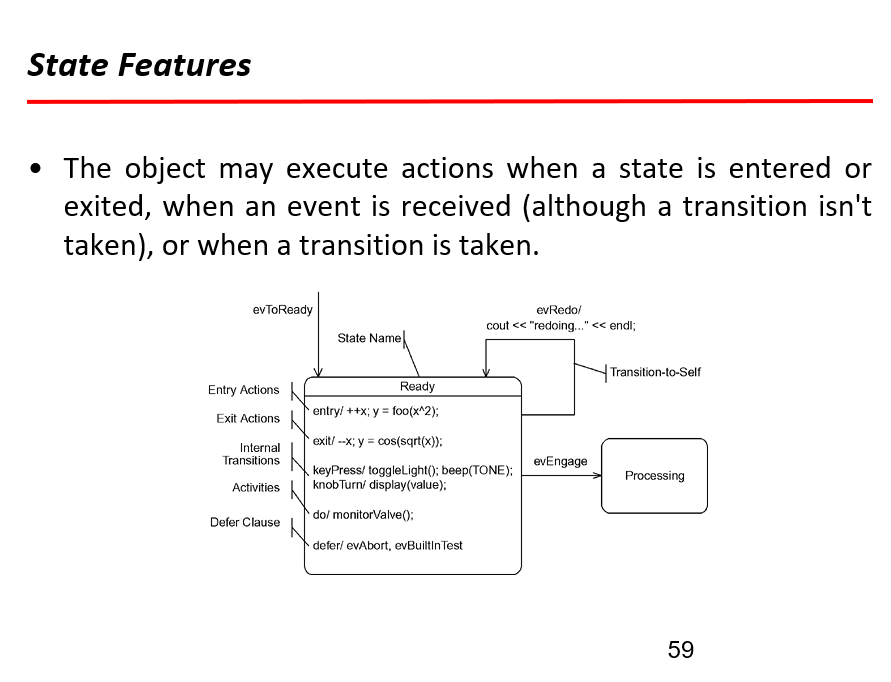 State Features
• The object may execute actions when a state is entered or
exited, when an event is received (although a transition isn't
taken), or when a transition is taken.
evToReady
State Name
evRedo/
cout << "redoing..." << endl;
Transition-to-Self
Ready
Entry Actions
entry/ ++x; y = foo(x^2);
Exit Actions
exit/ --x; y = cos(sqrt(x));
Internal
Transitions
keyPress/ toggleLight(); beep(TONE);
knobTurn/ display(value);
Activities
do/ monitorValve();
Defer Clause
defer/ evAbort, evBuiltInTest
evEngage
Processing
59